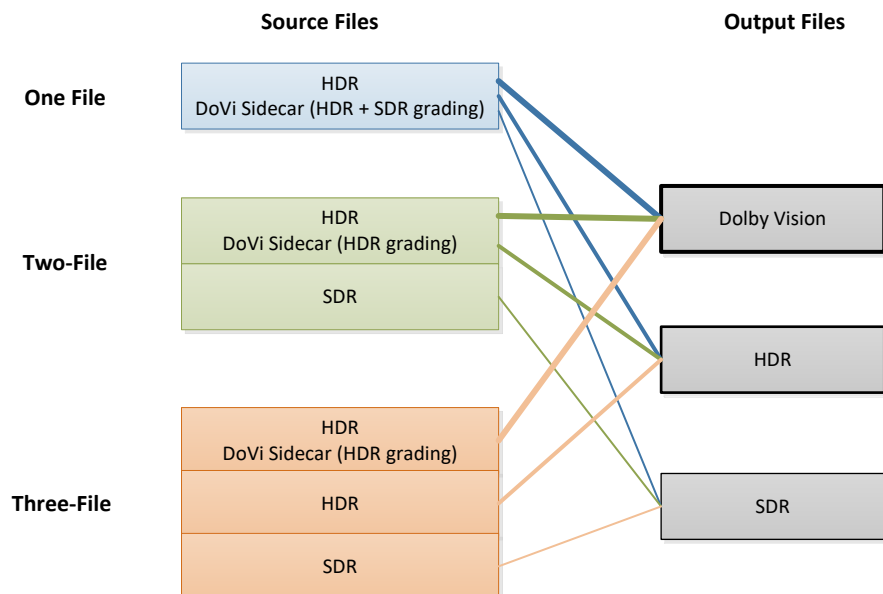 Source Files
Output Files
One File
HDR
DoVi Sidecar (HDR + SDR grading)
Two-File
HDR
DoVi Sidecar (HDR grading)
SDR
Three-File
HDR
DoVi Sidecar (HDR grading)
HDR
SDR
Dolby Vision
HDR
SDR